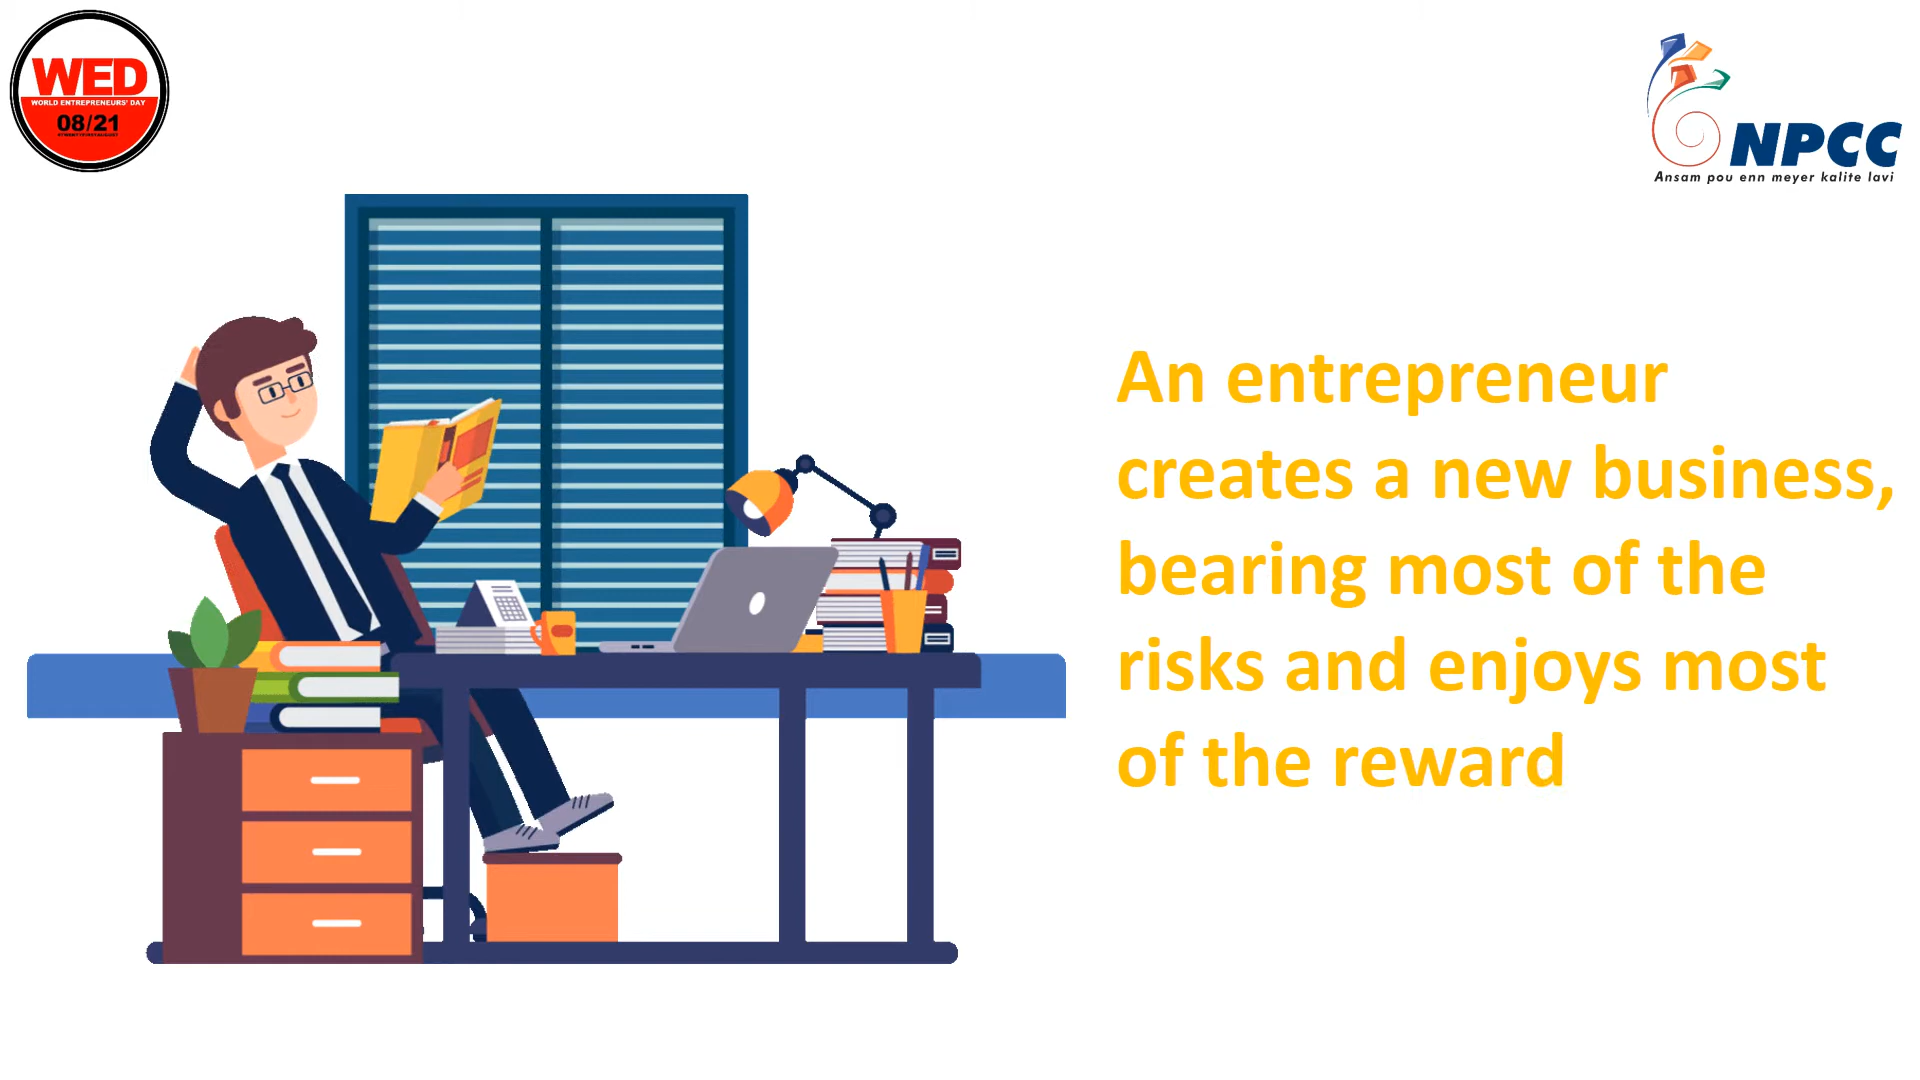 WED
WORLD ENTREPRENEURS' DAY
08/21
NPCC
Ansam pou enn meyer kalite lavi
An entrepreneur
creates a new business,
bearing most of the
risks and enjoys most
of the reward